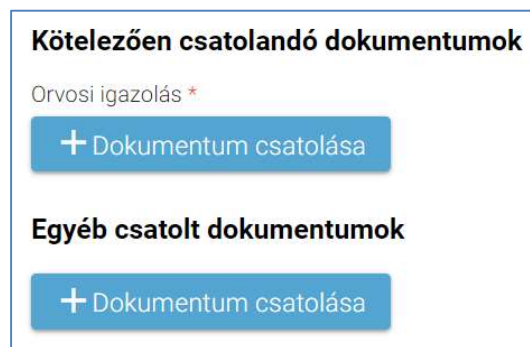 Kötelezően csatolandó dokumentumok
Orvosi igazolás *
+ Dokumentum csatolása
Egyéb csatolt dokumentumok
+ Dokumentum csatolása